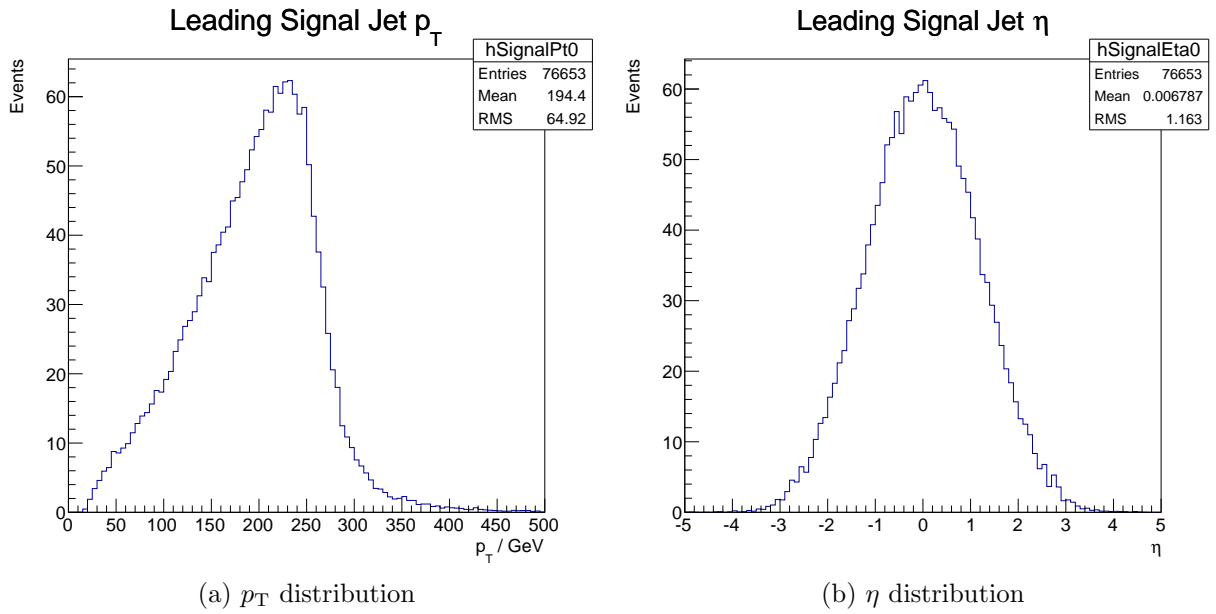 Leading Signal Jet p_T
hSignalPt0
Entries 76653
Mean 194.4
RMS 64.92
Events
60
50
40
30
20
10
0
0 50 100 150 200 250 300 350 400 450 500
p_T / GeV
(a) p_T distribution
Leading Signal Jet η
hSignalEta0
Entries 76653
Mean 0.006787
RMS 1.163
Events
60
50
40
30
20
10
0
-5 -4 -3 -2 -1 0 1 2 3 4 5
η
(b) η distribution